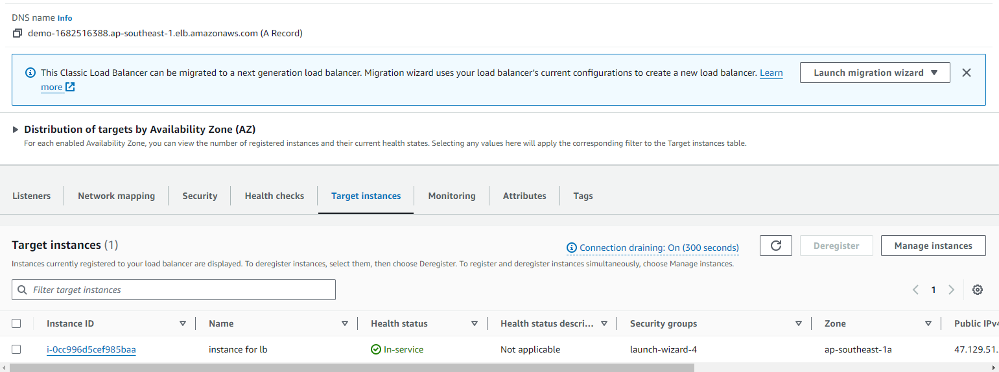 DNS name Info
demo-1682516388.ap-southeast-1.elb.amazonaws.com (A Record)
This Classic Load Balancer can be migrated to a next generation load balancer. Migration wizard uses your load balancer's current configurations to create a new load balancer. Learn
more
Launch migration wizard
Distribution of targets by Availability Zone (AZ)
For each enabled Availability Zone, you can view the number of registered instances and their current health states. Selecting any values here will apply the corresponding filter to the Target instances table.
Listeners Network mapping Security Health checks Target instances Monitoring Attributes Tags
Target instances (1)
Connection draining: On (300 seconds) Deregister Manage instances
Instances currently registered to your load balancer are displayed. To deregister instances, select them, then choose Deregister. To register and deregister instances simultaneously, choose Manage instances.
Filter target instances 1
Instance ID Name Health status Health status descri... Security groups Zone Public IPv4
i-0cc996d5cef985baa instance for lb In-service Not applicable launch-wizard-4 ap-southeast-1a 47.129.51.